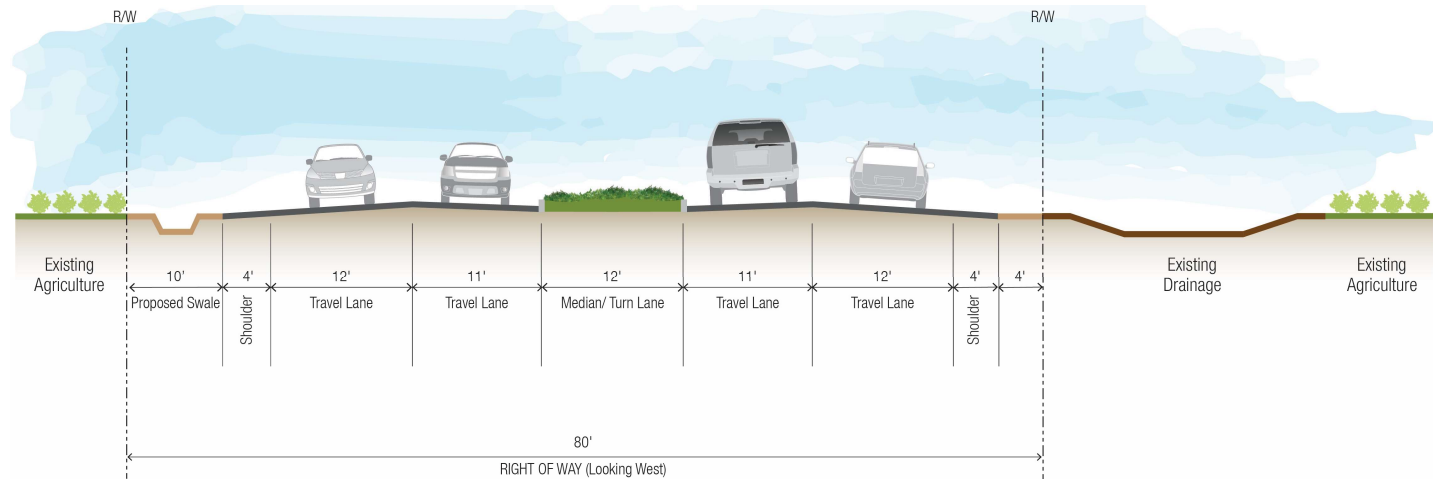 R/W
R/W
Existing
Agriculture
10'
Proposed Swale
4'
Shoulder
12'
Travel Lane
11'
Travel Lane
12'
Median/ Turn Lane
11'
Travel Lane
12'
Travel Lane
4'
Shoulder
4'
Existing
Drainage
Existing
Agriculture
80'
RIGHT OF WAY (Looking West)